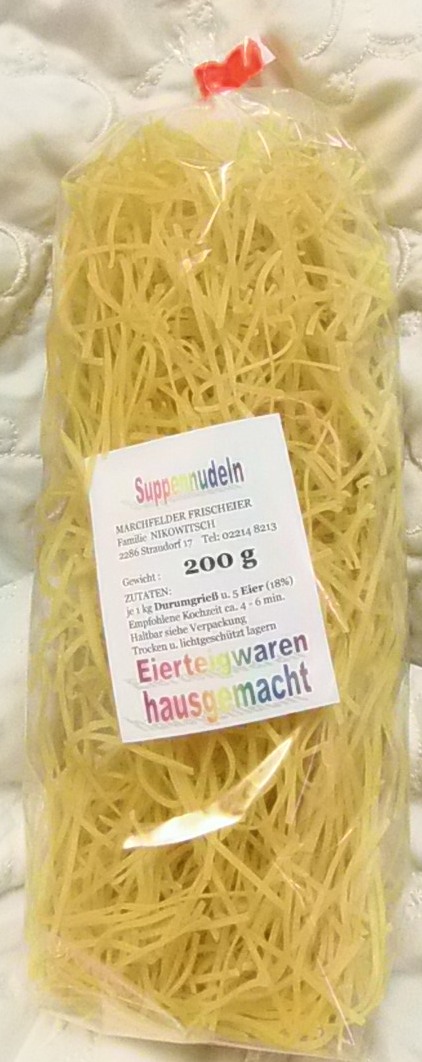 Suppennudeln
MARCHFELDER FRISCHEIER
Familie NIKOWITSCH
2286 Straudorf 17 Tel: 02214 8213
Gewicht : 200 g
ZUTATEN:
je 1 kg Durumgrieß u. 5 Eier (18%)
Empfohlene Kochzeit ca. 4 - 6 min.
Haltbar siehe Verpackung
Trocken u. lichtgeschützt lagern
Eierteigwaren
hausgemacht